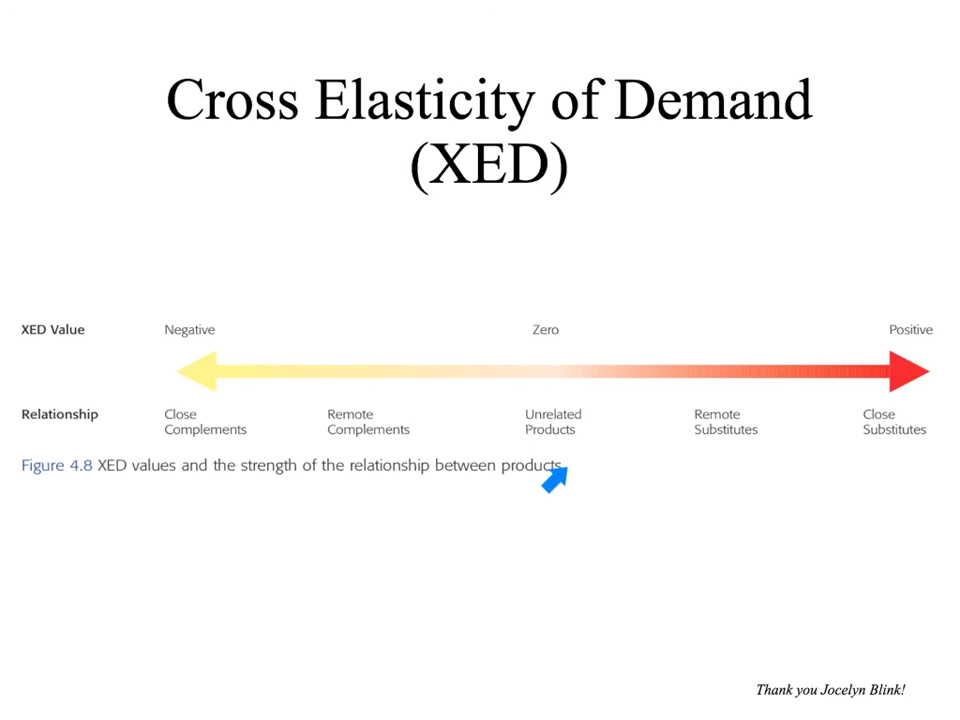 Cross Elasticity of Demand
(XED)
XED Value Negative Zero Positive
Relationship Close Remote Unrelated Remote Close
Complements Complements Products Substitutes Substitutes
Figure 4.8 XED values and the strength of the relationship between products.
Thank you Jocelyn Blink!